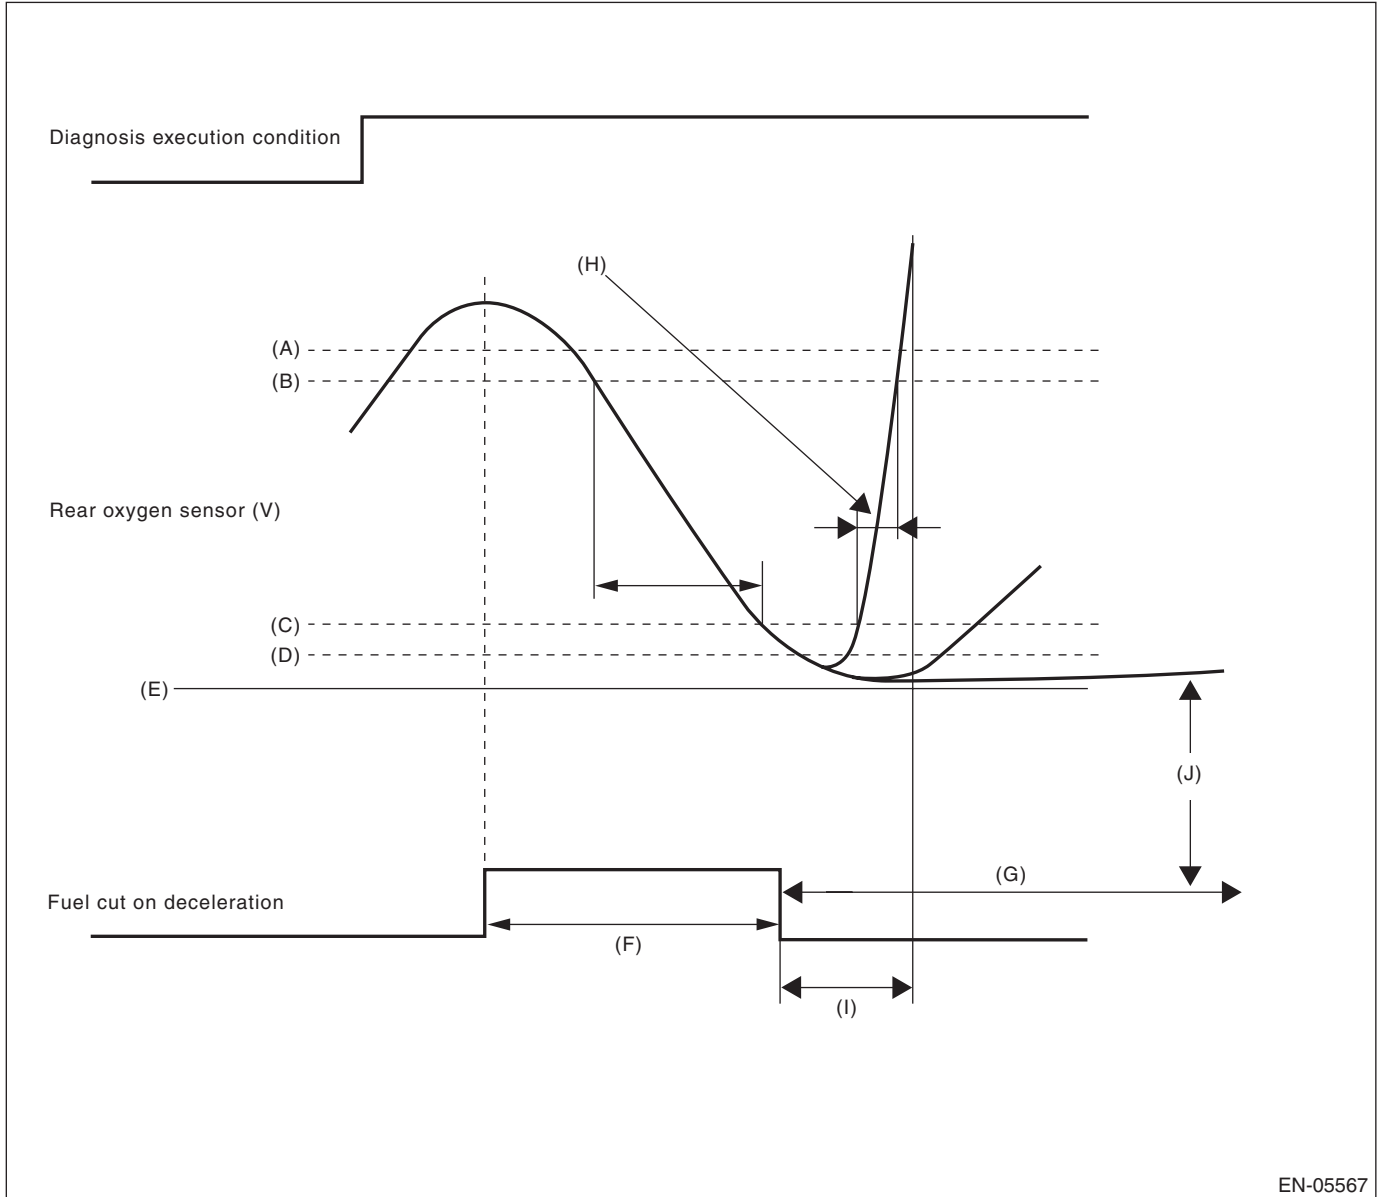 Diagnosis execution condition
(H)
(A)
(B)
Rear oxygen sensor (V)
(C)
(D)
(E)
(J)
(G)
Fuel cut on deceleration
(F)
(I)
EN-05567